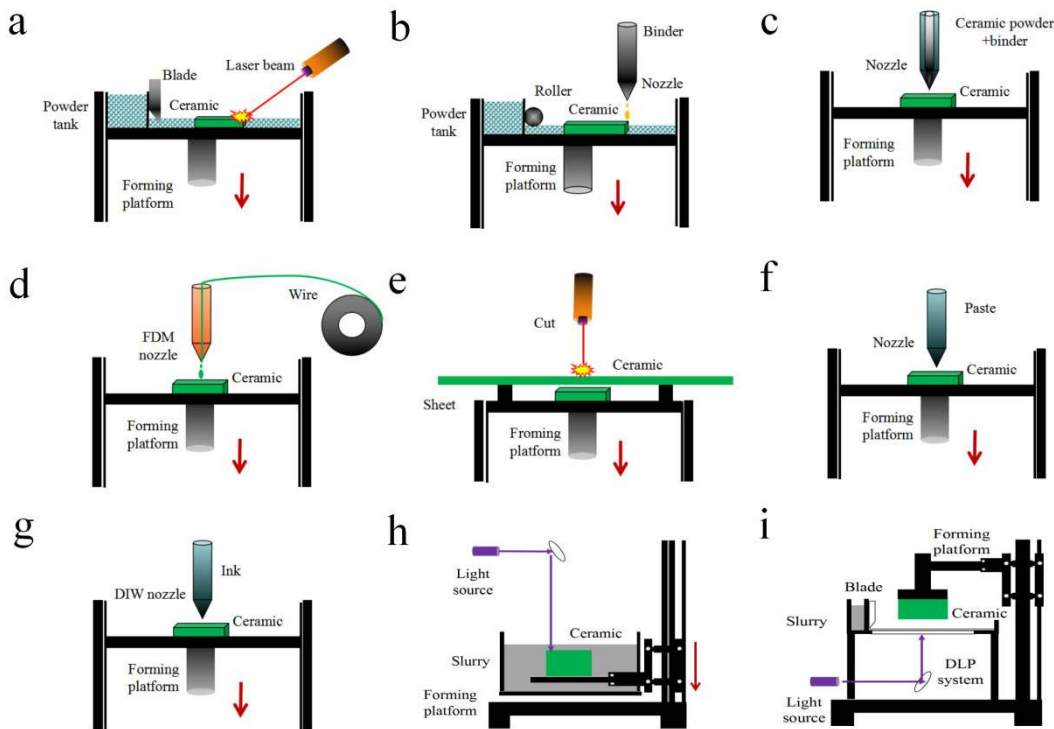 a
Laser beam
Blade
Ceramic
Powder
tank
Forming
platform
b
Binder
Nozzle
Roller
Ceramic
Powder
tank
Forming
platform
c
Ceramic powder
+binder
Nozzle
Ceramic
Forming
platform
d
Wire
FDM
nozzle
Ceramic
Forming
platform
e
Cut
Ceramic
Sheet
Froming
platform
f
Paste
Nozzle
Ceramic
Forming
platform
g
Ink
DIW nozzle
Ceramic
Forming
platform
h
Light
source
Ceramic
Slurry
Forming
platform
i
Forming
platform
Blade
Ceramic
Slurry
DLP
system
Light
source